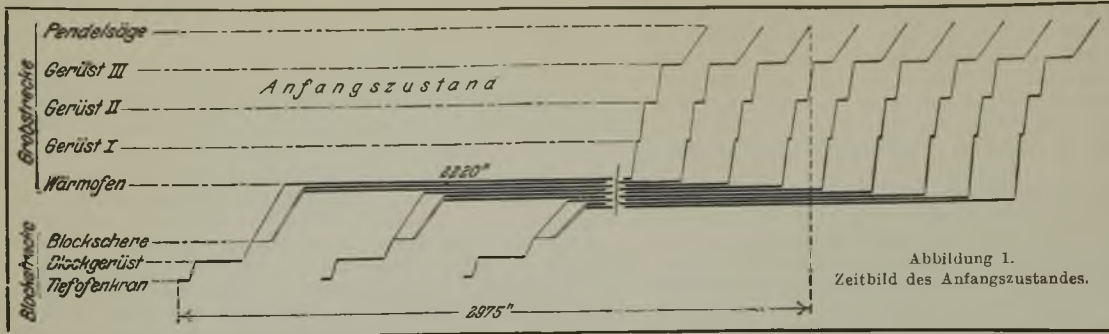 Pendelsäge
Gerüst III
Anfangszustand
Gerüst II
Gerüst I
Wärmofen
2220"
Blockschere
Blockgerüst
Tiefofenkran
Grobstrecke
Blockstrecke
2975"
Abbildung 1.
Zeitbild des Anfangszustandes.